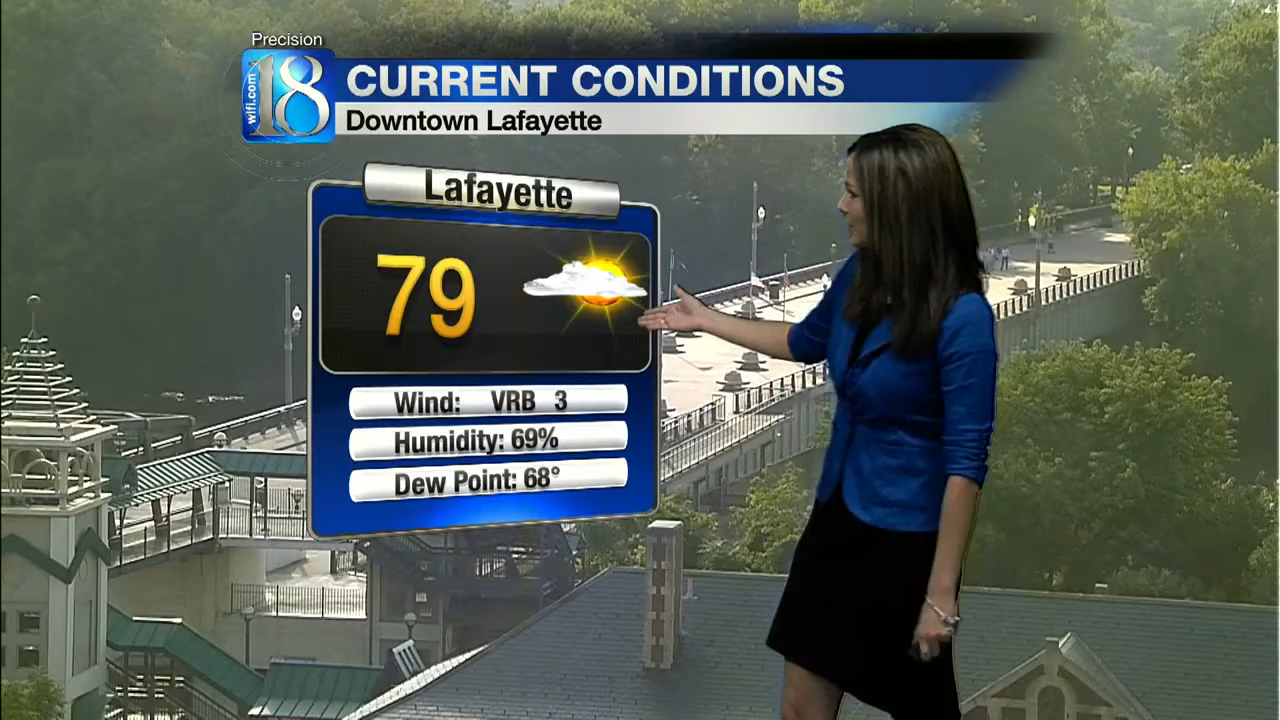 Precision
wlfi.com
18
CURRENT CONDITIONS
Downtown Lafayette
Lafayette
79
Wind: VRB 3
Humidity: 69%
Dew Point: 68°